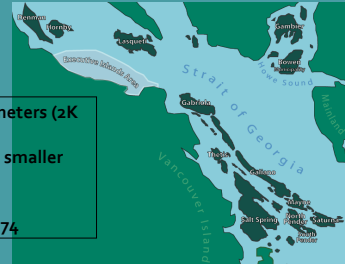 Denman
Hornby
Lasqueti
Executive Islands Area
Gambier
Bowen
Municipality
Howe Sound
Strait of Georgia
Mainland
meters (2K
smaller
74
Gabriola
Thetis
Galiano
Vancouver Island
Salt Spring
Mayne
North
Pender
Saturna
South
Pender